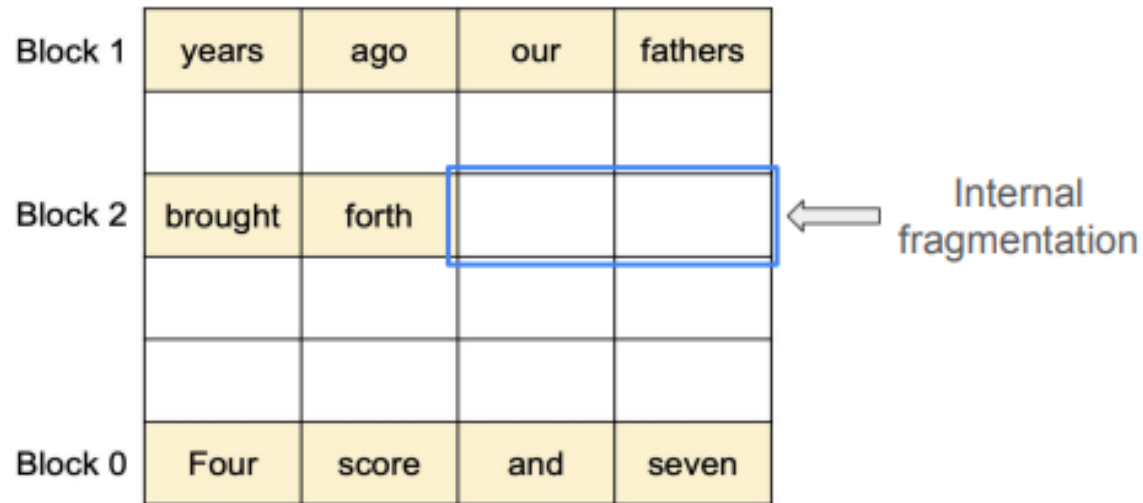 Block 1 years ago our fathers
Block 2 brought forth
Internal
fragmentation
Block 0 Four score and seven